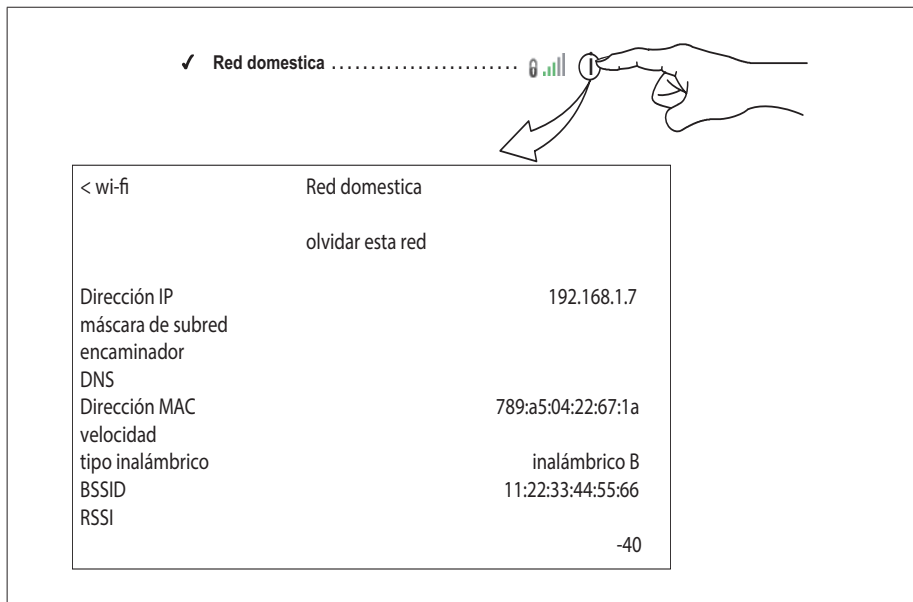 ✓ Red domestica ........................
< wi-fi Red domestica
olvidar esta red
Dirección IP 192.168.1.7
máscara de subred
encaminador
DNS
Dirección MAC 789:a5:04:22:67:1a
velocidad
tipo inalámbrico inalámbrico B
BSSID 11:22:33:44:55:66
RSSI
-40